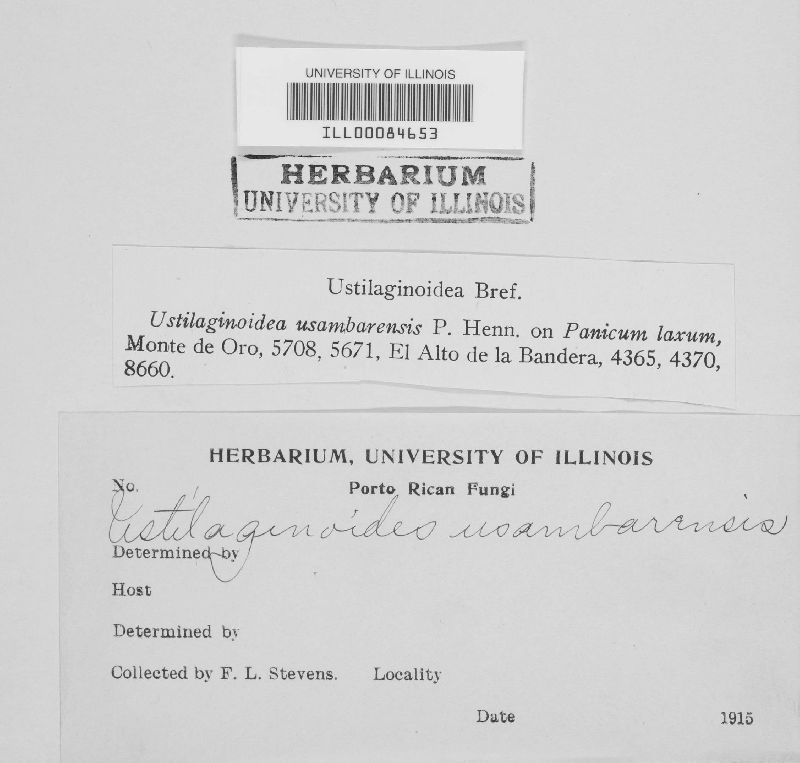 UNIVERSITY OF ILLINOIS
ILL00084653
HERBARIUM
UNIVERSITY OF ILLINOIS
Ustilaginoidea Bref.
Ustilaginoidea usambarensis P. Henn. on Panicum laxum,
Monte de Oro, 5708, 5671, El Alto de la Bandera, 4365, 4370,
8660.
HERBARIUM, UNIVERSITY OF ILLINOIS
No. Porto Rican Fungi
Ustilaginoides usambarensis
Determined by
Host
Determined by
Collected by F. L. Stevens. Locality
Date 1915